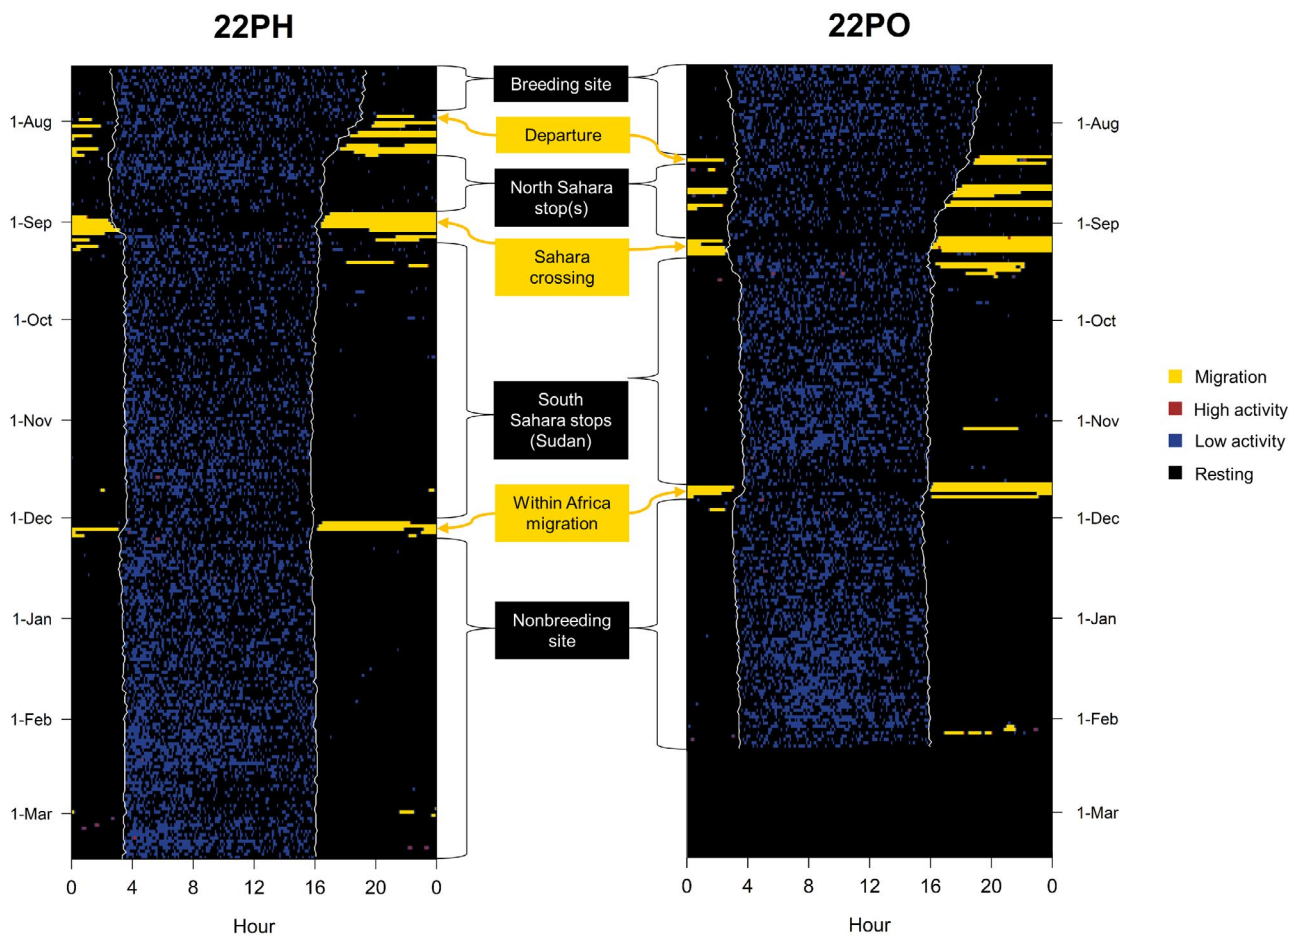 22PH
22PO
Breeding site
Departure
North Sahara
stop(s)
Sahara
crossing
South
Sahara stops
(Sudan)
Within Africa
migration
Nonbreeding
site
1-Aug
1-Sep
1-Oct
1-Nov
1-Dec
1-Jan
1-Feb
1-Mar
0 4 8 12 16 20 0
Hour
1-Aug
1-Sep
1-Oct
1-Nov
1-Dec
1-Jan
1-Feb
1-Mar
0 4 8 12 16 20 0
Hour
Migration
High activity
Low activity
Resting